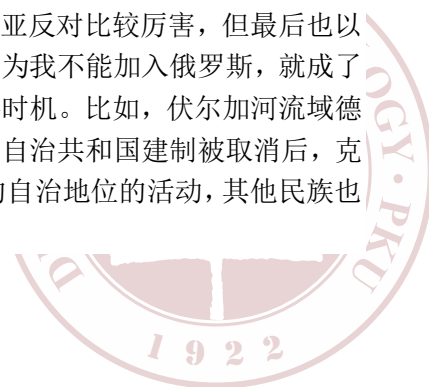 亚反对比较厉害，但最后也以
为我不能加入俄罗斯，就成了
时机。比如，伏尔加河流域德
自治共和国建制被取消后，克
自治地位的活动，其他民族也
OGY · PKU
1922